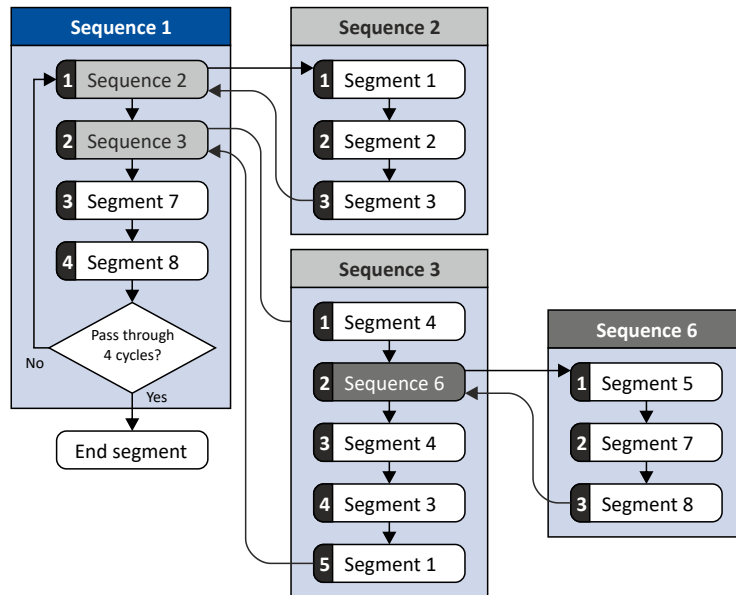 Sequence 1
1 Sequence 2
2 Sequence 3
3 Segment 7
4 Segment 8
Pass through
4 cycles?
No
Yes
End segment
Sequence 2
1 Segment 1
2 Segment 2
3 Segment 3
Sequence 3
1 Segment 4
2 Sequence 6
3 Segment 4
4 Segment 3
5 Segment 1
Sequence 6
1 Segment 5
2 Segment 7
3 Segment 8